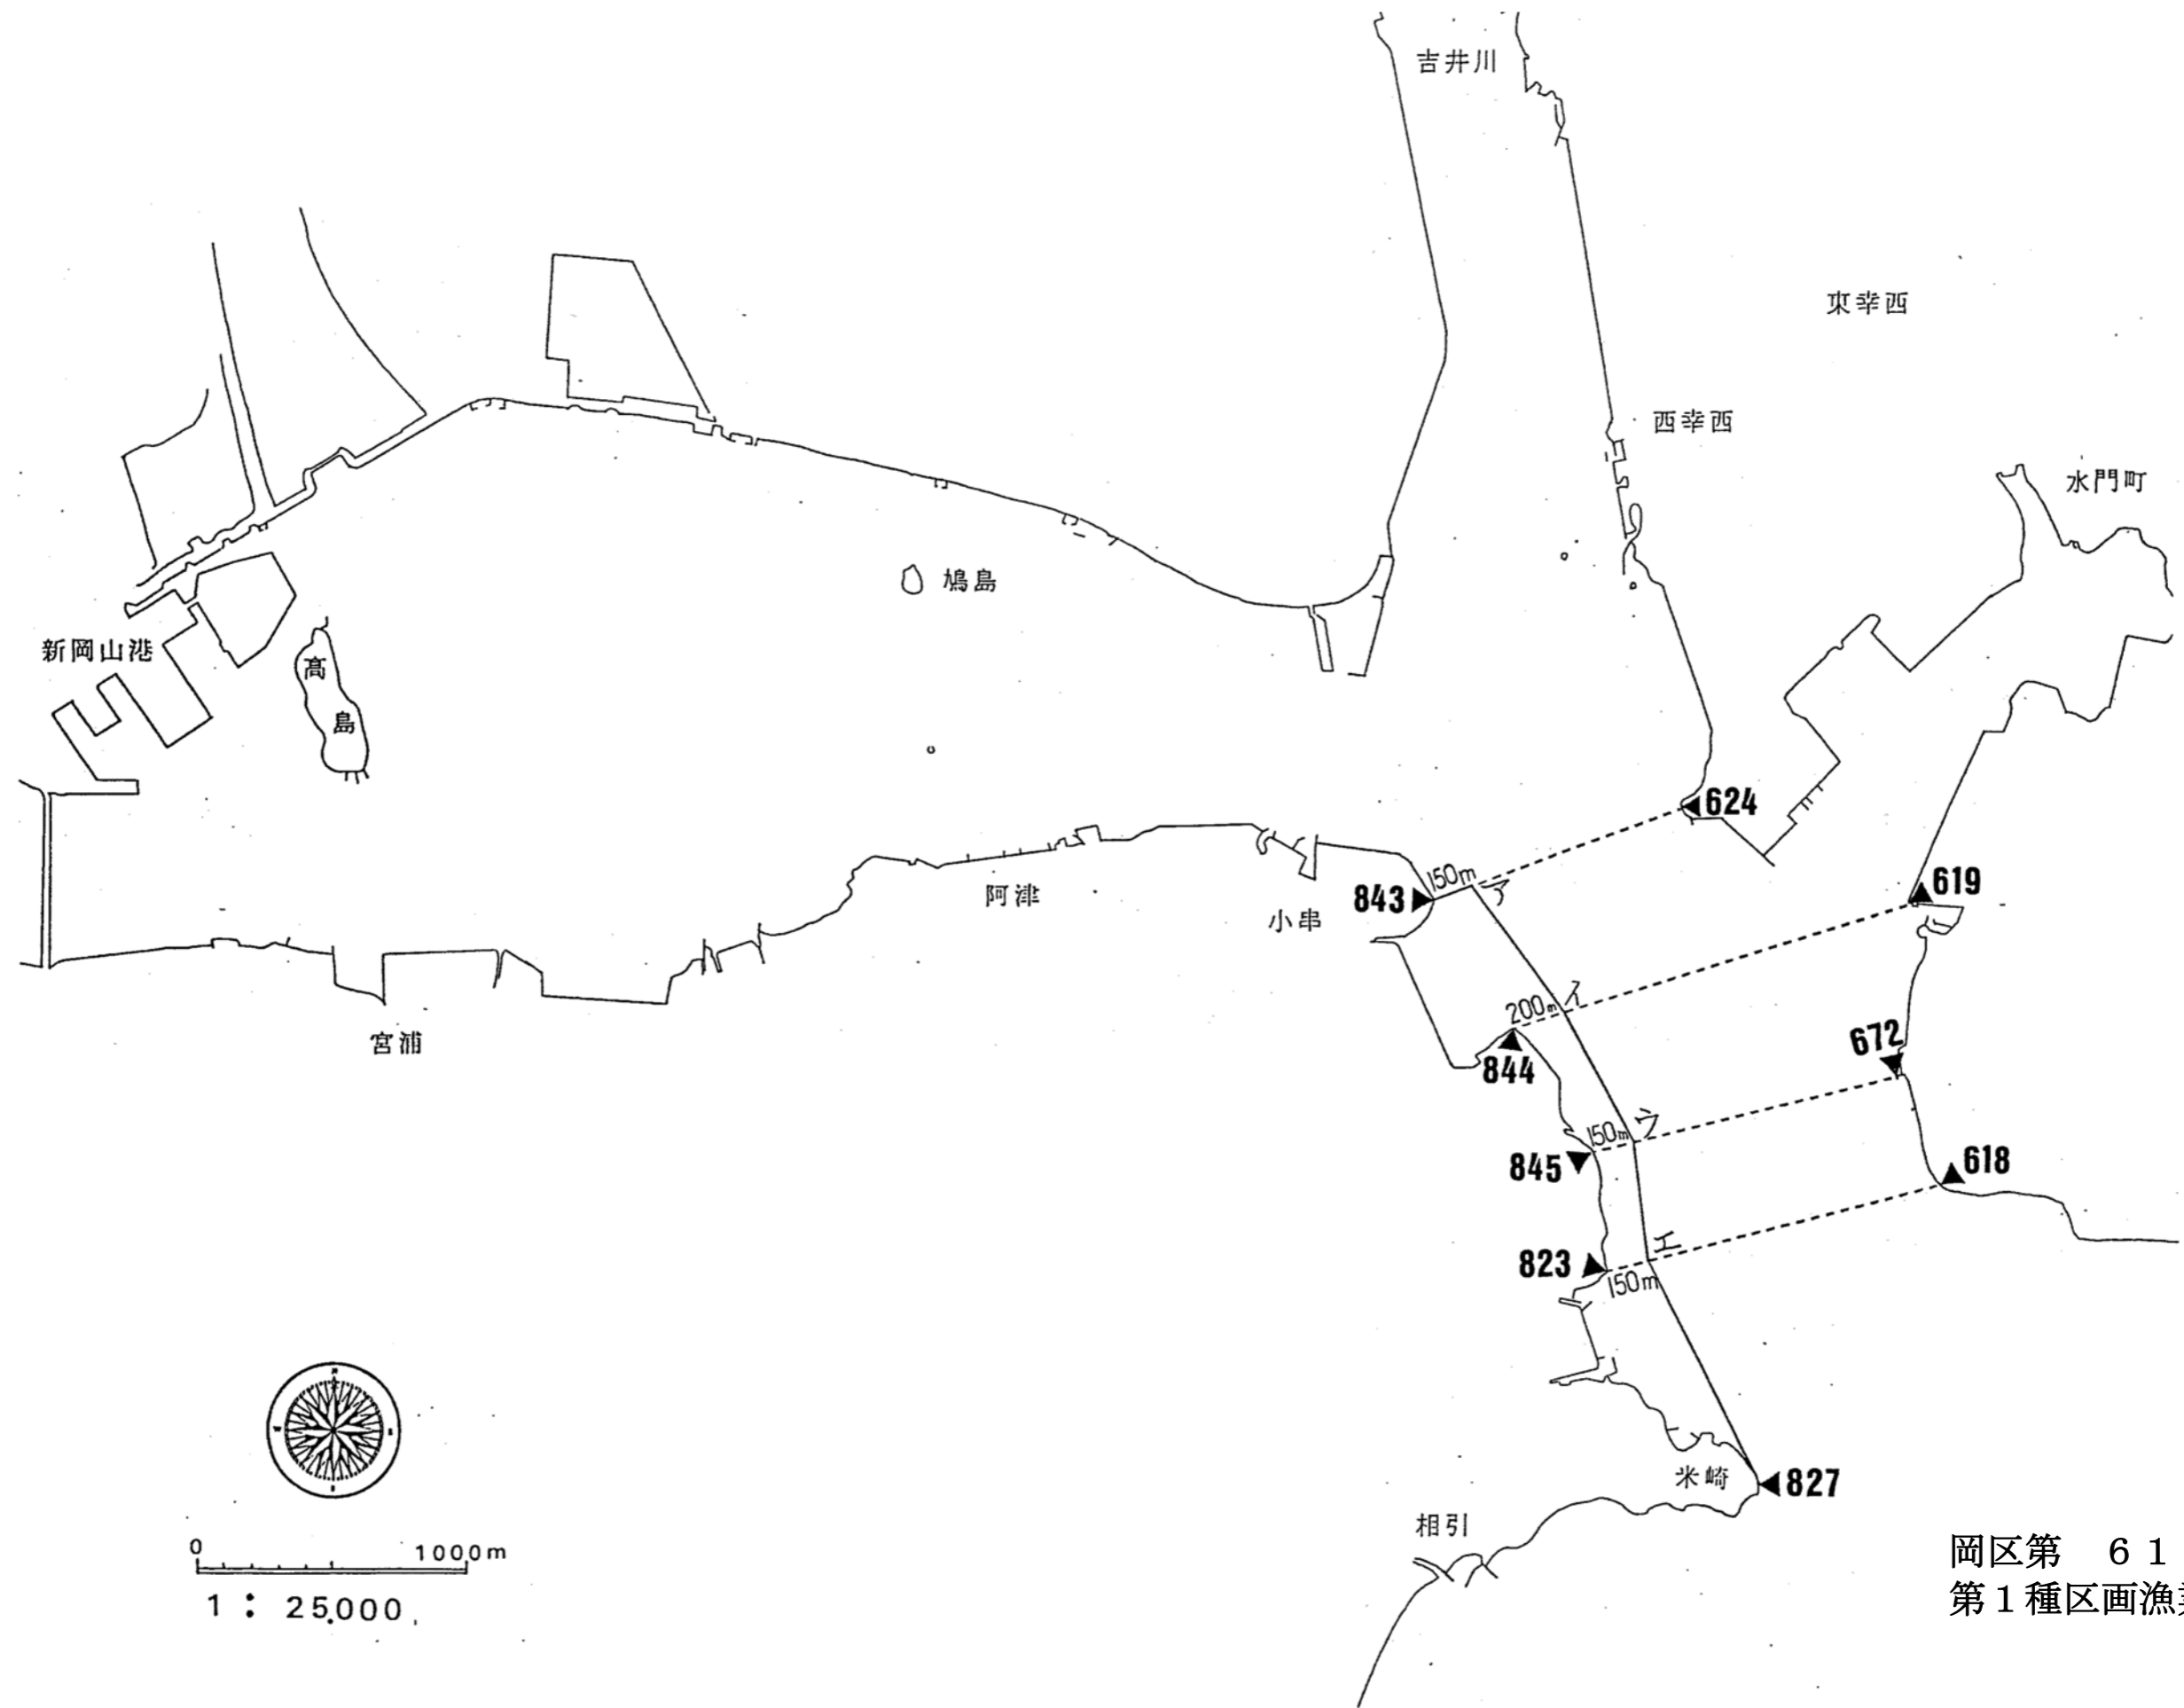 吉井川
東幸西
西幸西
水門町
鳩島
新岡山港
高
島
624
619
150m
ア
843
阿津
小串
200m
イ
672
844
宮浦
ウ
150m
845
618
エ
823
150m
米崎
827
相引
0 1000m
1 : 25,000
岡区第 61
第1種区画漁